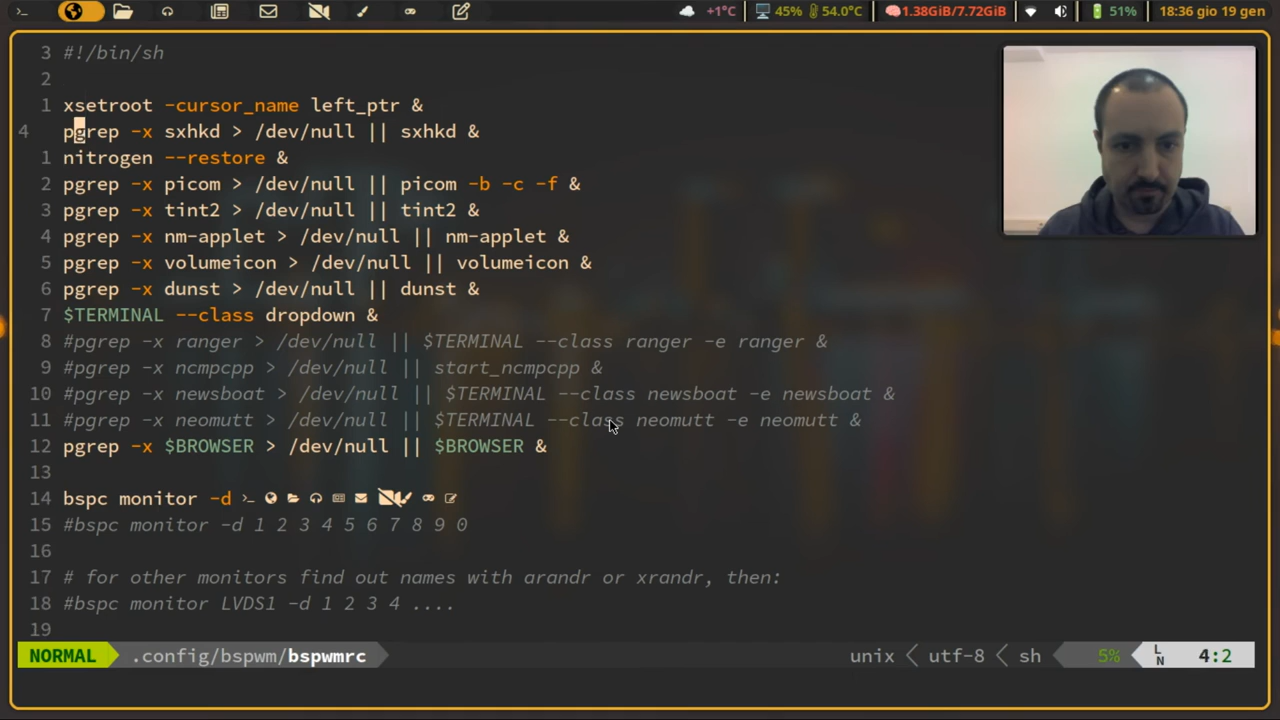 +1°C 45% 54.0°C 1.38GiB/7.72GiB 51% 18:36 gio 19 gen
3 #!/bin/sh
2
1 xsetroot -cursor_name left_ptr &
4 pgrep -x sxhkd > /dev/null || sxhkd &
1 nitrogen --restore &
2 pgrep -x picom > /dev/null || picom -b -c -f &
3 pgrep -x tint2 > /dev/null || tint2 &
4 pgrep -x nm-applet > /dev/null || nm-applet &
5 pgrep -x volumeicon > /dev/null || volumeicon &
6 pgrep -x dunst > /dev/null || dunst &
7 $TERMINAL --class dropdown &
8 #pgrep -x ranger > /dev/null || $TERMINAL --class ranger -e ranger &
9 #pgrep -x ncmpcpp > /dev/null || start_ncmpcpp &
10 #pgrep -x newsboat > /dev/null || $TERMINAL --class newsboat -e newsboat &
11 #pgrep -x neomutt > /dev/null || $TERMINAL --class neomutt -e neomutt &
12 pgrep -x $BROWSER > /dev/null || $BROWSER &
13
14 bspc monitor -d
15 #bspc monitor -d 1 2 3 4 5 6 7 8 9 0
16
17 # for other monitors find out names with arandr or xrandr, then:
18 #bspc monitor LVDS1 -d 1 2 3 4 ....
19
NORMAL .config/bspwm/bspwmrc unix utf-8 sh 5% LN 4:2